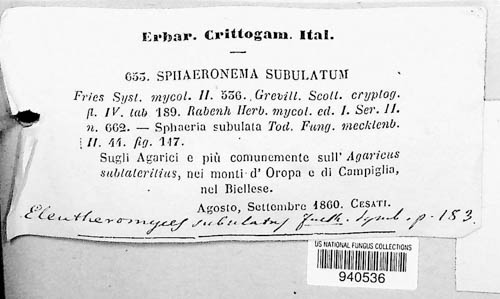 Erbar. Crittogam. Ital.
653. SPHAERONEMA SUBULATUM
Fries Syst. mycol. II. 536. Grevill. Scott. cryptog.
fl. IV. tab 189. Rabenh Herb. mycol. ed. I. Ser. II
n. 662. — Sphaeria subulata Tod. Fung. mecklenb.
II. 44. fig. 117.
Sugli Agarici e più comunemente sull' Agaricus
sublateritius, nei monti d' Oropa e di Campiglia,
nel Biellese.
Agosto, Settembre 1860. CESATI.
Eleutheromyces subulatus Fuck. Symb. p. 183.
US NATIONAL FUNGUS COLLECTIONS
940536